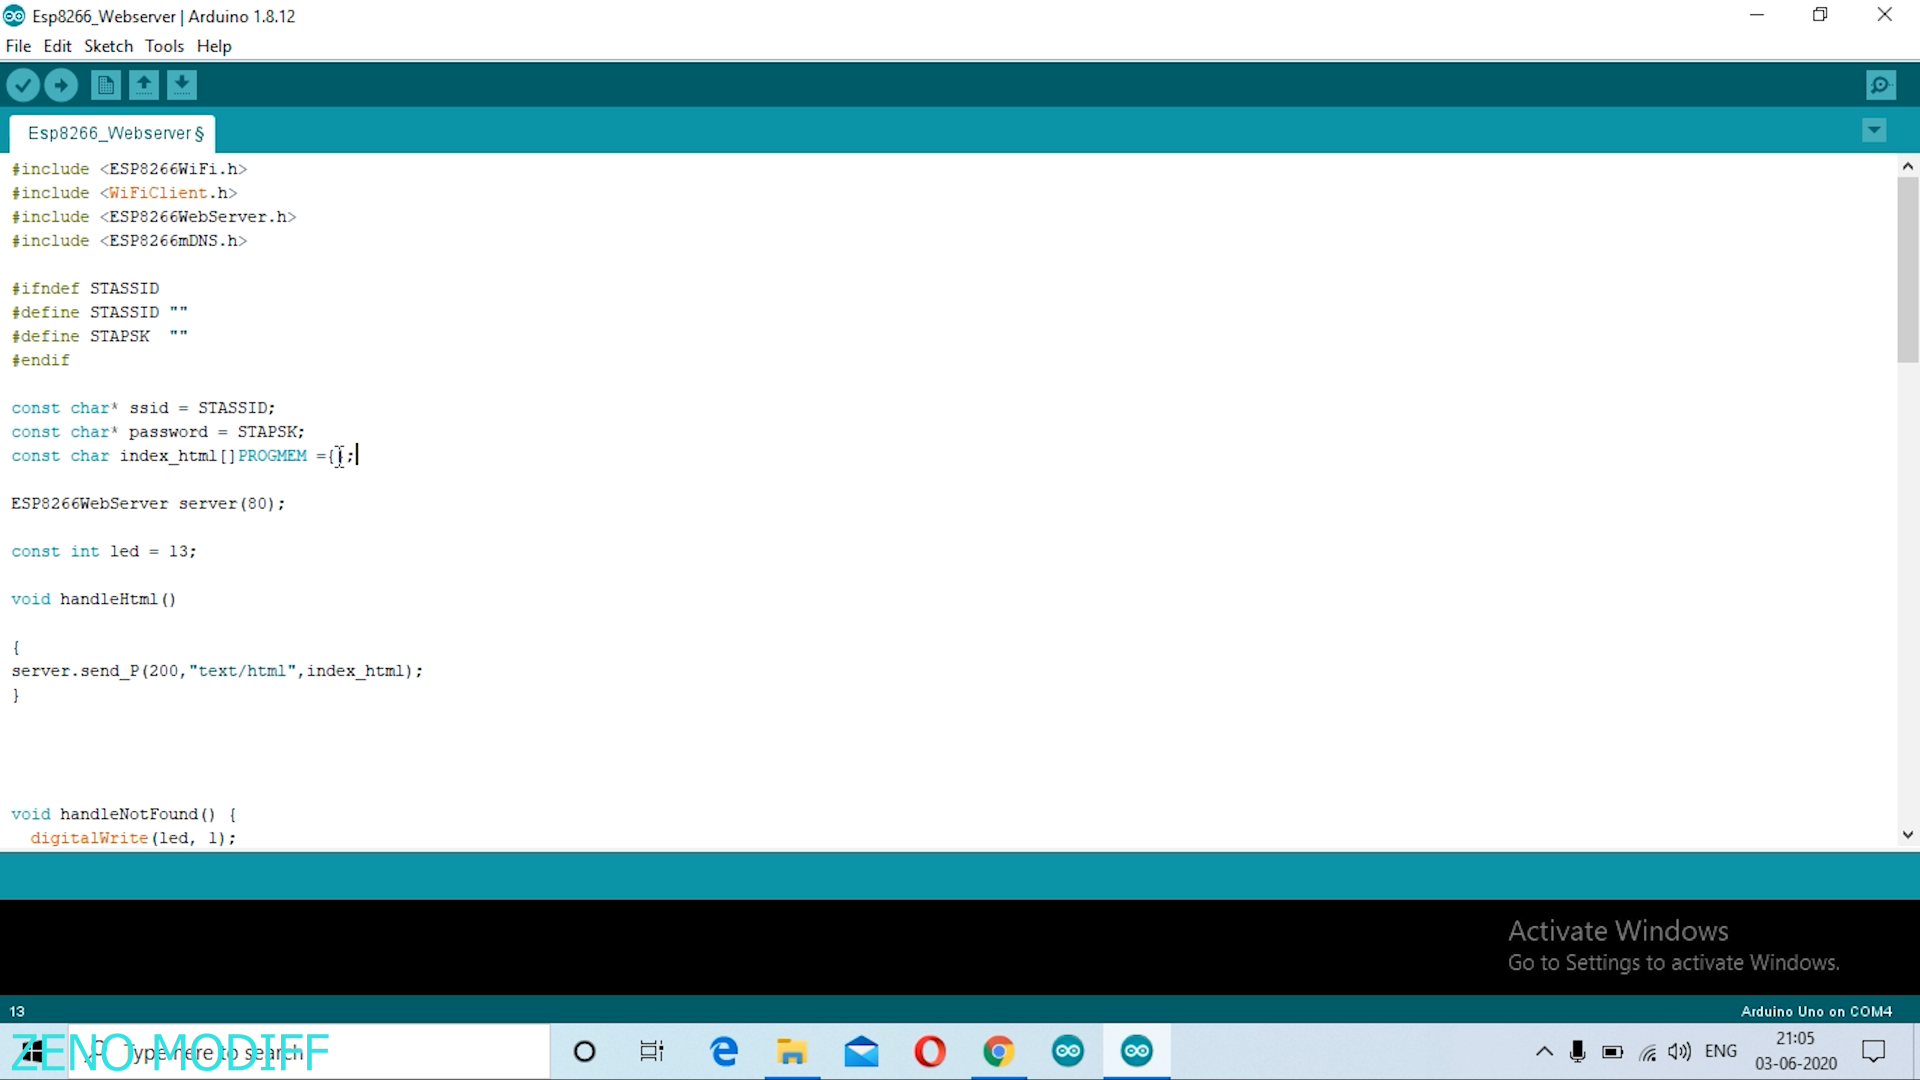 Esp8266_Webserver | Arduino 1.8.12
File Edit Sketch Tools Help
Esp8266_Webserver §
#include <ESP8266WiFi.h>
#include <WiFiClient.h>
#include <ESP8266WebServer.h>
#include <ESP8266mDNS.h>
#ifndef STASSID
#define STASSID ""
#define STAPSK  ""
#endif
const char* ssid = STASSID;
const char* password = STAPSK;
const char index_html[]PROGMEM ={};
ESP8266WebServer server(80);
const int led = 13;
void handleHtml()
{
server.send_P(200,"text/html",index_html);
}
void handleNotFound() {
digitalWrite(led, 1);
Activate Windows
Go to Settings to activate Windows.
13
Arduino Uno on COM4
ZENO MODIFF
Type here to search
ENG
21:05
03-06-2020